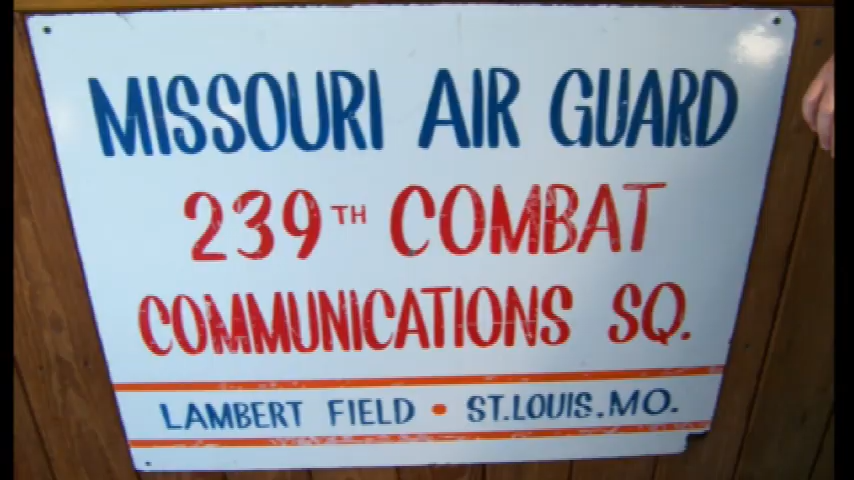 MISSOURI AIR GUARD
239TH COMBAT
COMMUNICATIONS SQ.
LAMBERT FIELD • ST.LOUIS.MO.